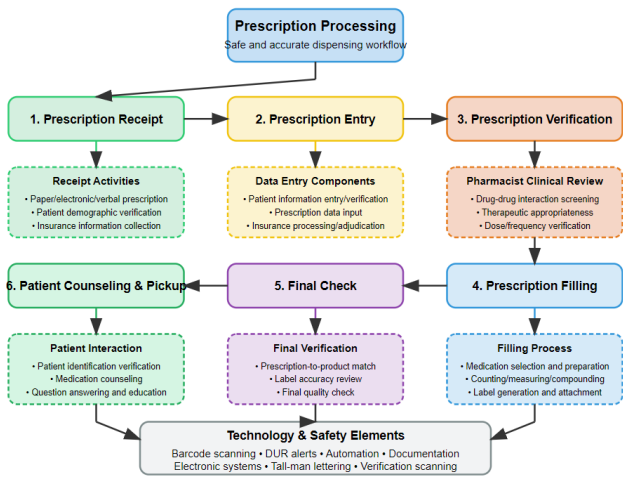 Prescription Processing
Safe and accurate dispensing workflow
1. Prescription Receipt
2. Prescription Entry
3. Prescription Verification
Receipt Activities
• Paper/electronic/verbal prescription
• Patient demographic verification
• Insurance information collection
Data Entry Components
• Patient information entry/verification
• Prescription data input
• Insurance processing/adjudication
Pharmacist Clinical Review
• Drug-drug interaction screening
• Therapeutic appropriateness
• Dose/frequency verification
6. Patient Counseling & Pickup
5. Final Check
4. Prescription Filling
Patient Interaction
• Patient identification verification
• Medication counseling
• Question answering and education
Final Verification
• Prescription-to-product match
• Label accuracy review
• Final quality check
Filling Process
• Medication selection and preparation
• Counting/measuring/compounding
• Label generation and attachment
Technology & Safety Elements
Barcode scanning • DUR alerts • Automation • Documentation
Electronic systems • Tall-man lettering • Verification scanning